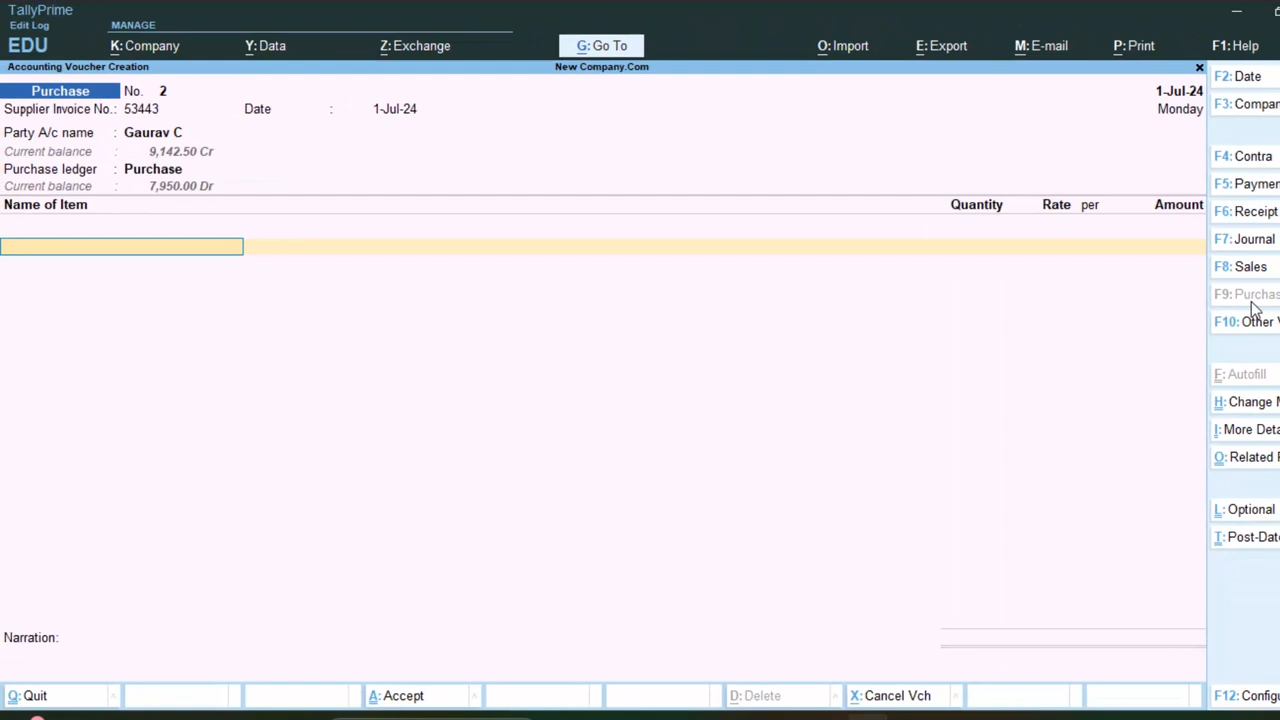 TallyPrime
Edit Log
MANAGE
EDU
K: Company
Y: Data
Z: Exchange
G: Go To
O: Import
E: Export
M: E-mail
P: Print
F1: Help
Accounting Voucher Creation
New Company.Com
Purchase No. 2
1-Jul-24
Supplier Invoice No.: 53443 Date : 1-Jul-24
Monday
Party A/c name : Gaurav C
Current balance : 9,142.50 Cr
Purchase ledger : Purchase
Current balance : 7,950.00 Dr
Name of Item Quantity Rate per Amount
Narration:
F2: Date
F3: Compan
F4: Contra
F5: Paymen
F6: Receipt
F7: Journal
F8: Sales
F9: Purchas
F10: Other V
F: Autofill
H: Change M
I: More Deta
O: Related R
L: Optional
T: Post-Date
F12: Configu
Q: Quit
A: Accept
D: Delete
X: Cancel Vch